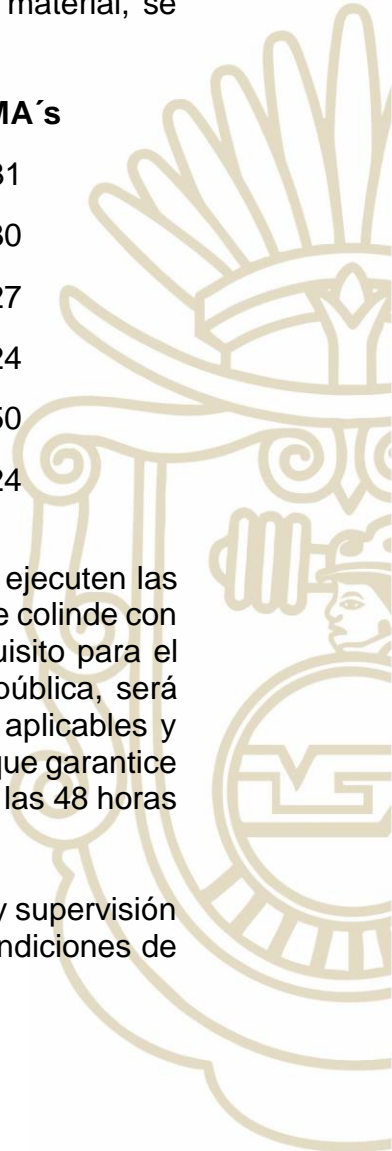 material, se
MA´s
31
30
27
24
50
24
ejecuten las
e colinde con
uisito para el
pública, será
aplicables y
que garantice
las 48 horas
y supervisión
ndiciones de